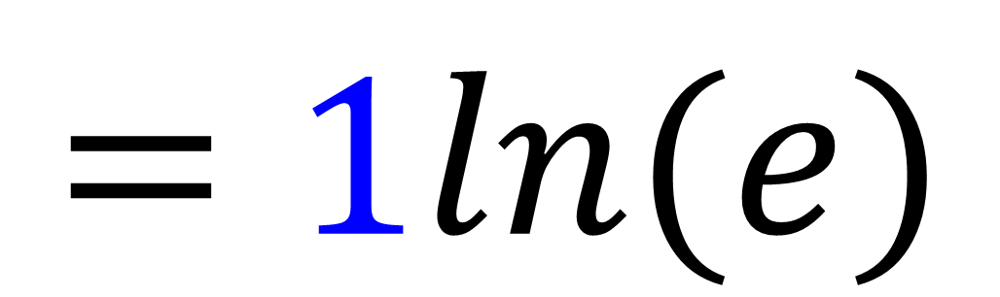 = 1ln(e)